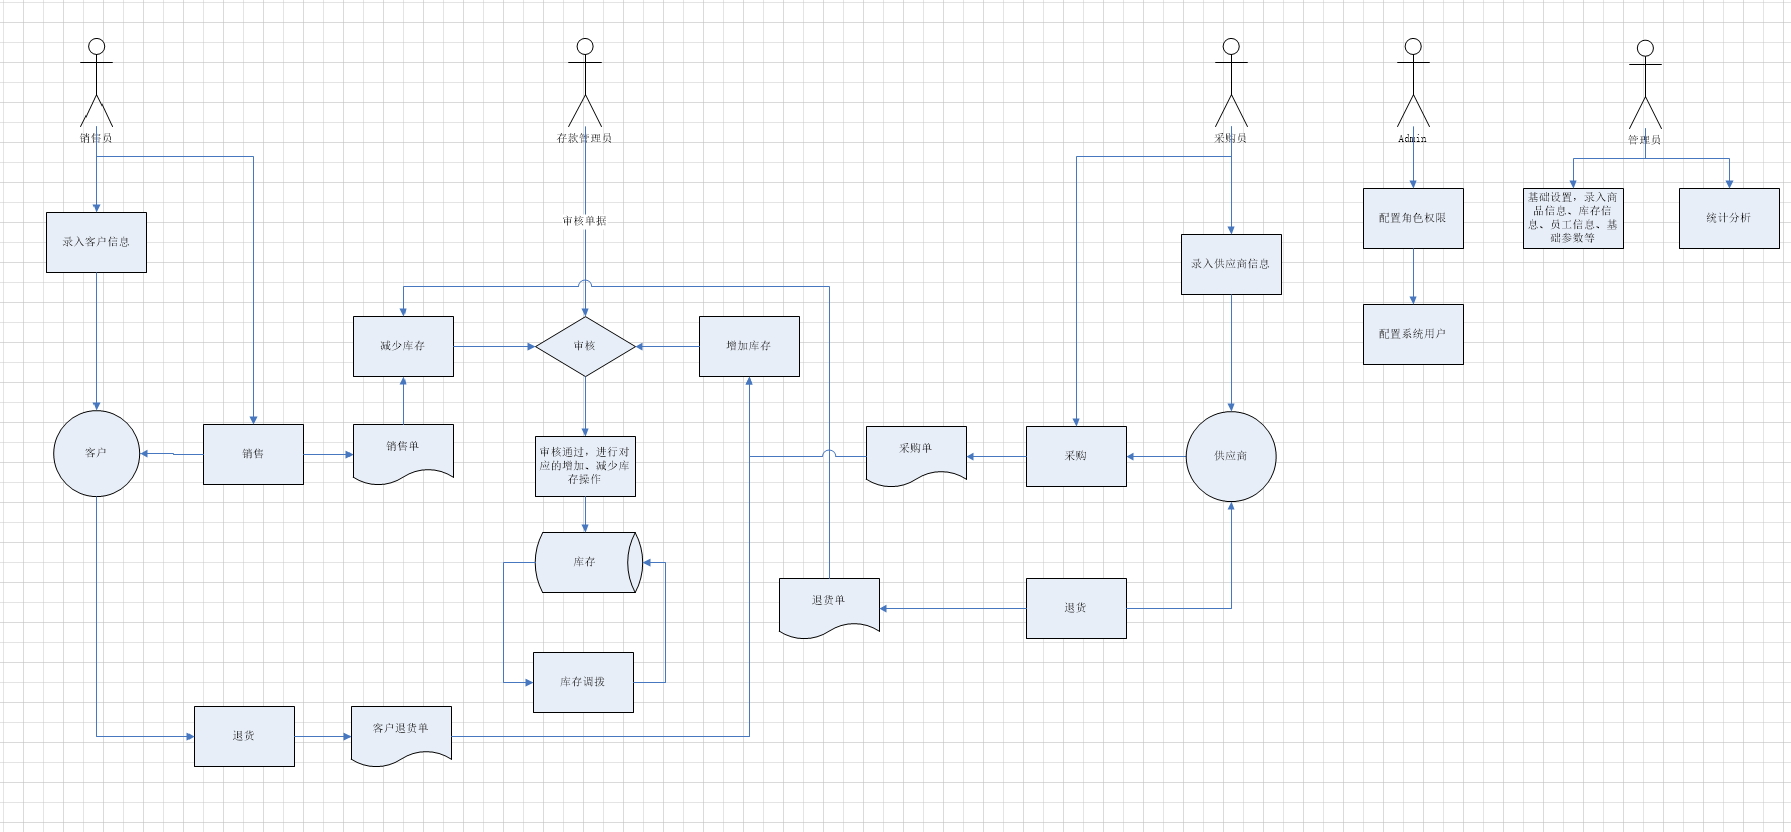 销售员
存款管理员
采购员
Admin
管理员
审核单据
录入客户信息
录入供应商信息
配置角色权限
基础设置，录入商
品信息、库存信
息、员工信息、基
础参数等
统计分析
配置系统用户
减少库存
审核
增加库存
客户
销售
销售单
审核通过，进行对
应的增加、减少库
存操作
采购单
采购
供应商
库存
退货单
退货
库存调拨
退货
客户退货单